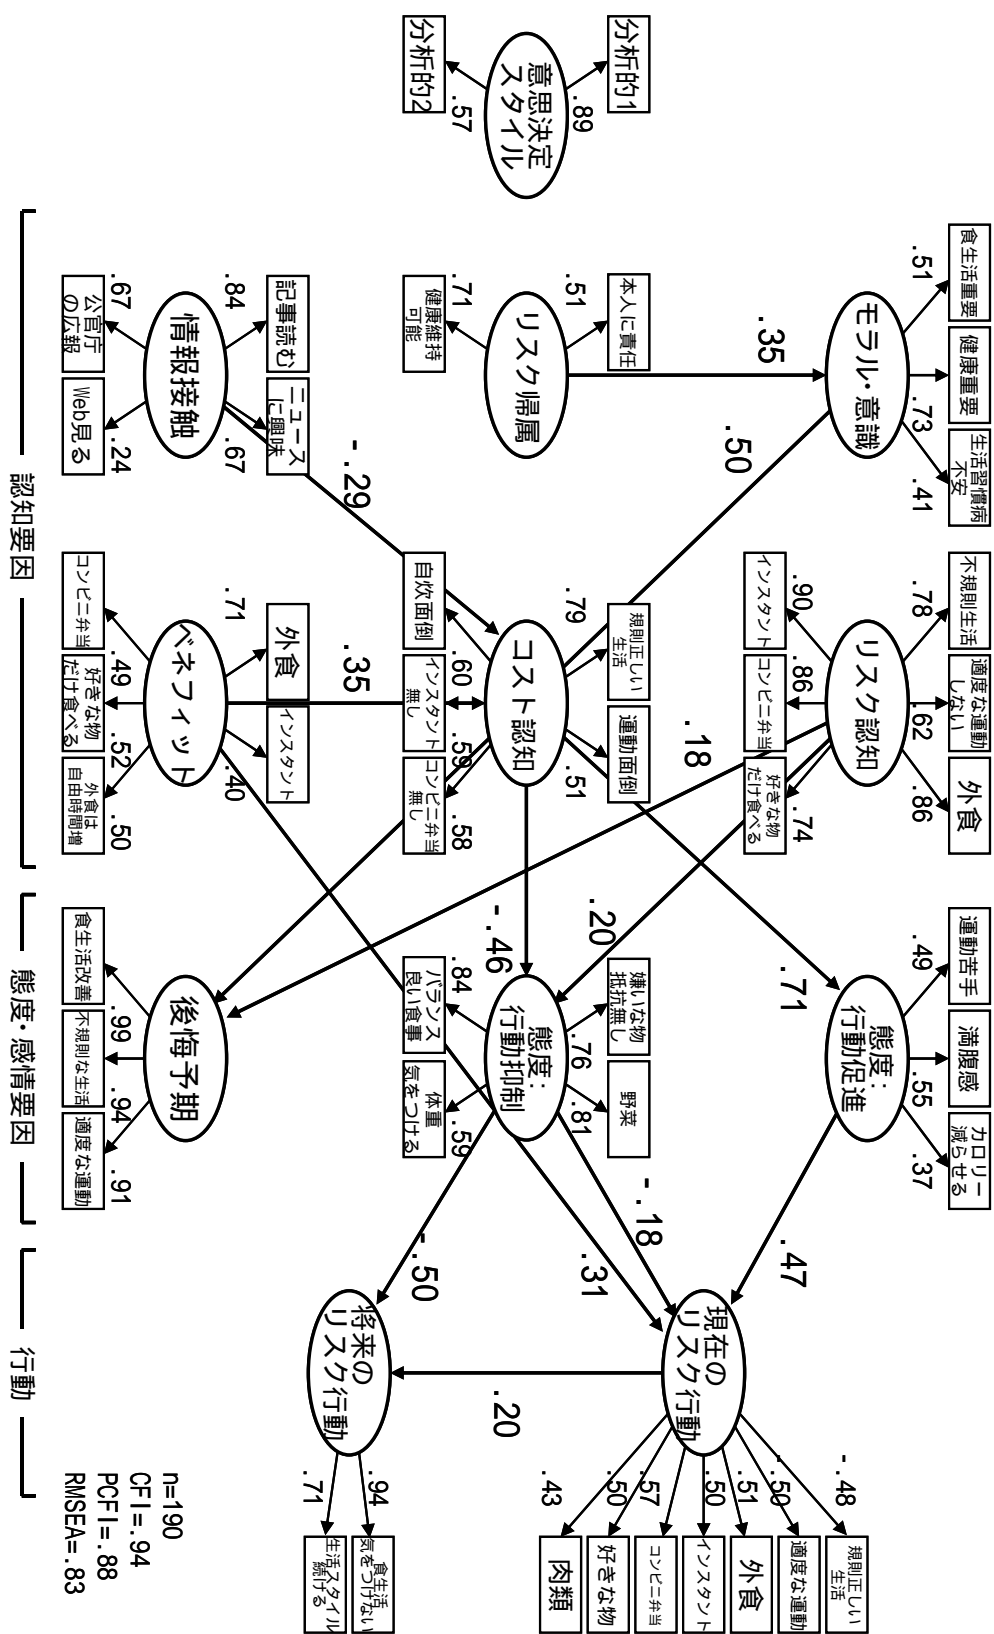 分析的1
.89
意思決定
スタイル
.57
分析的2
食生活重要
健康重要
生活習慣病
不安
.51
.73
.41
モラル・意識
.35
.50
本人に責任
.51
リスク帰属
.71
健康維持
可能
記事読む
ニュース
に興味
.84
.67
情報接触
.67
.24
公官庁
の広報
Web見る
-.29
不規則生活
適度な運動
しない
外食
.78
.62
.86
リスク認知
.90
.86
.74
インスタント
コンビニ弁当
好きな物
だけ食べる
.18
.20
規則正しい
生活
運動面倒
.79
.51
コスト認知
.60
.59
.58
自炊面倒
インスタント
無し
コンビニ弁当
無し
.35
-.46
.71
外食
インスタント
.71
.40
ベネフィット
.49
.52
.50
コンビニ弁当
好きな物
だけ食べる
外食は
自由時間増
運動苦手
満腹感
カロリー
減らせる
.49
.55
.37
態度：
行動促進
.47
嫌いな物
抵抗無し
野菜
.76
.81
態度：
行動抑制
.84
.59
バランス
良い食事
体重
気をつける
-.18
.31
-.50
後悔予期
.99
.94
.91
食生活改善
不規則な生活
適度な運動
現在の
リスク行動
-.48
-.50
.51
.50
.57
.50
.43
規則正しい
生活
適度な運動
外食
インスタント
コンビニ弁当
好きな物
肉類
.20
将来の
リスク行動
.94
.71
食生活
気をつけない
生活スタイル
続ける
n=190
CFI=.94
PCFI=.88
RMSEA=.83
認知要因
態度・感情要因
行動